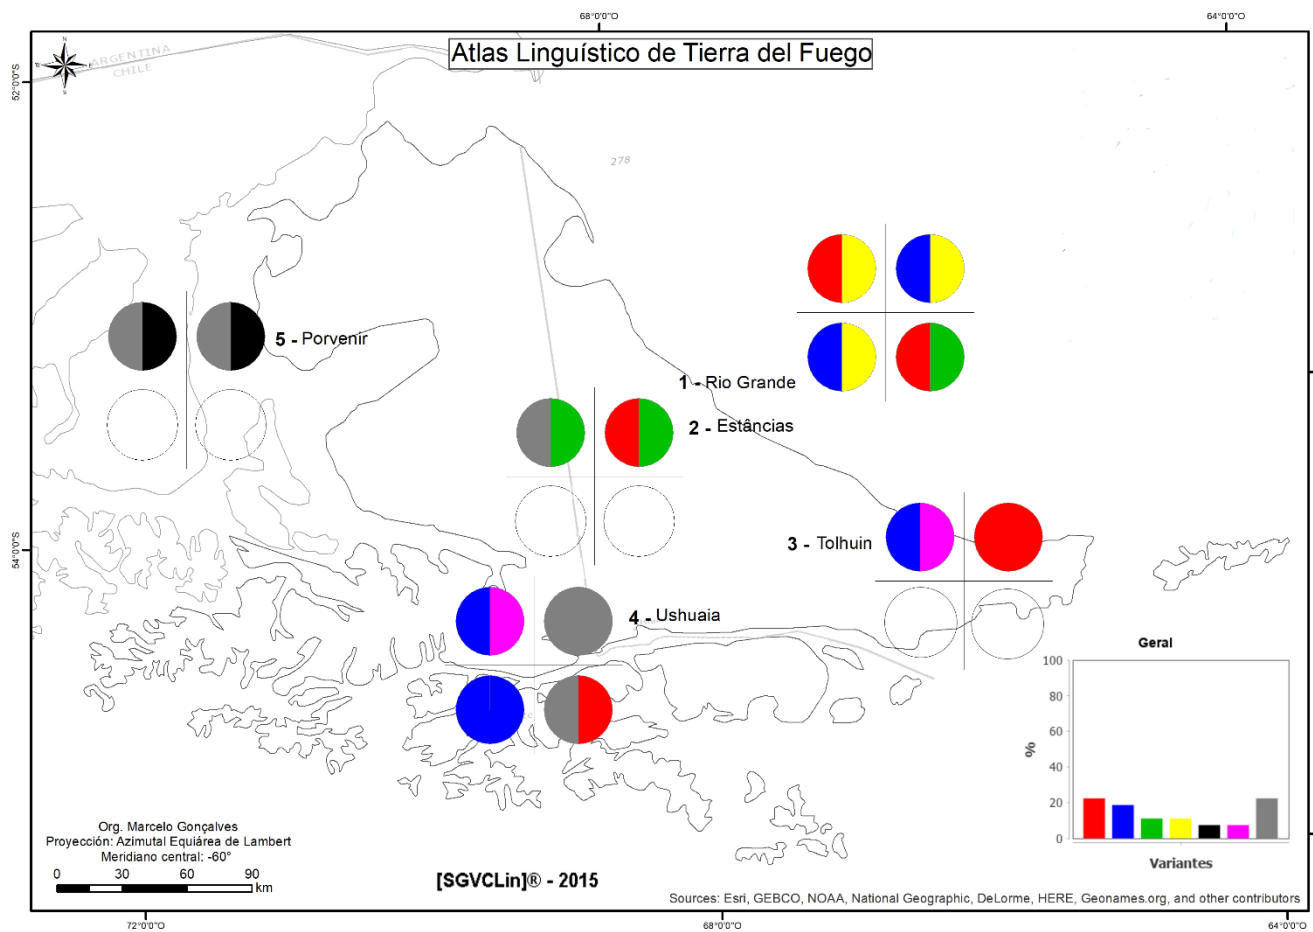 68°0'0"O
64°0'0"O
Atlas Linguístico de Tierra del Fuego
N
S
ARGENTINA
CHILE
52°0'0"S
278
5 - Porvenir
1 - Rio Grande
2 - Estâncias
3 - Tolhuin
54°0'0"S
4 - Ushuaia
Geral
100
80
60
40
20
0
%
Variantes
Org. Marcelo Gonçalves
Proyección: Azimutal Equiárea de Lambert
Meridiano central: -60°
0 30 60 90
km
[SGVCLin]® - 2015
Sources: Esri, GEBCO, NOAA, National Geographic, DeLorme, HERE, Geonames.org, and other contributors
72°0'0"O
68°0'0"O
64°0'0"O